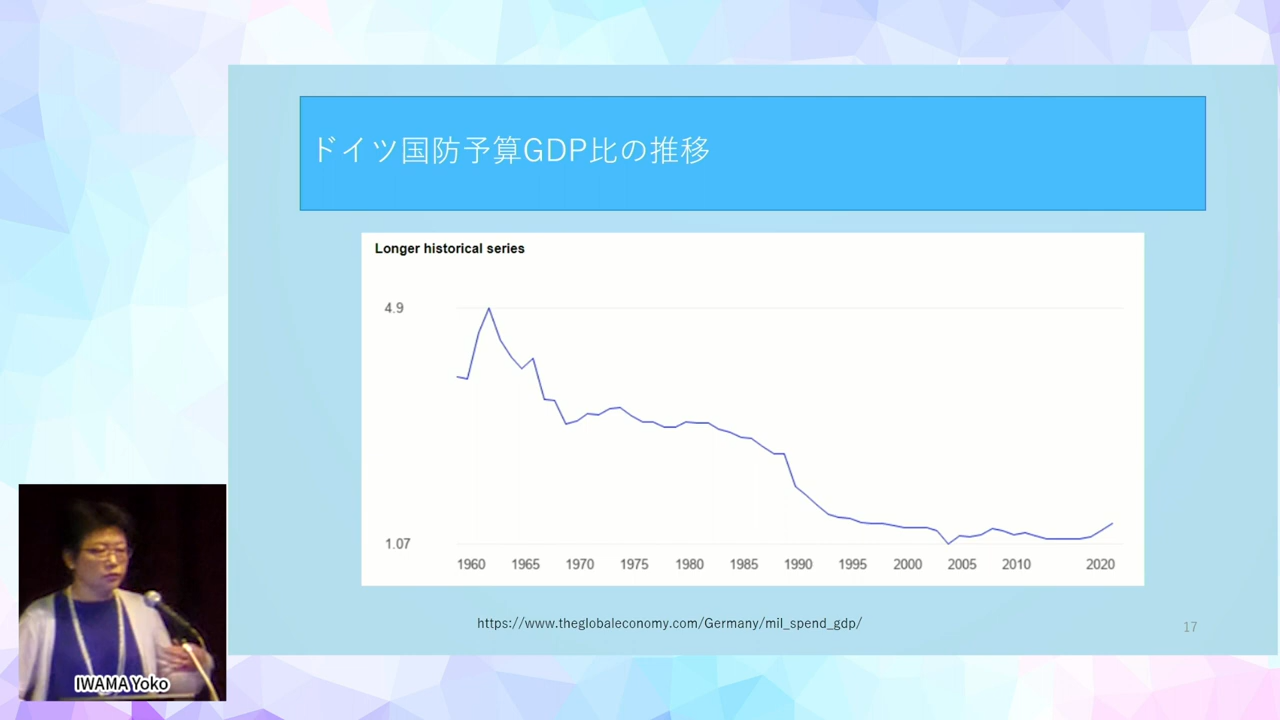 ドイツ国防予算GDP比の推移
Longer historical series
4.9
1.07
1960 1965 1970 1975 1980 1985 1990 1995 2000 2005 2010 2020
https://www.theglobaleconomy.com/Germany/mil_spend_gdp/
17
IWAMA Yoko